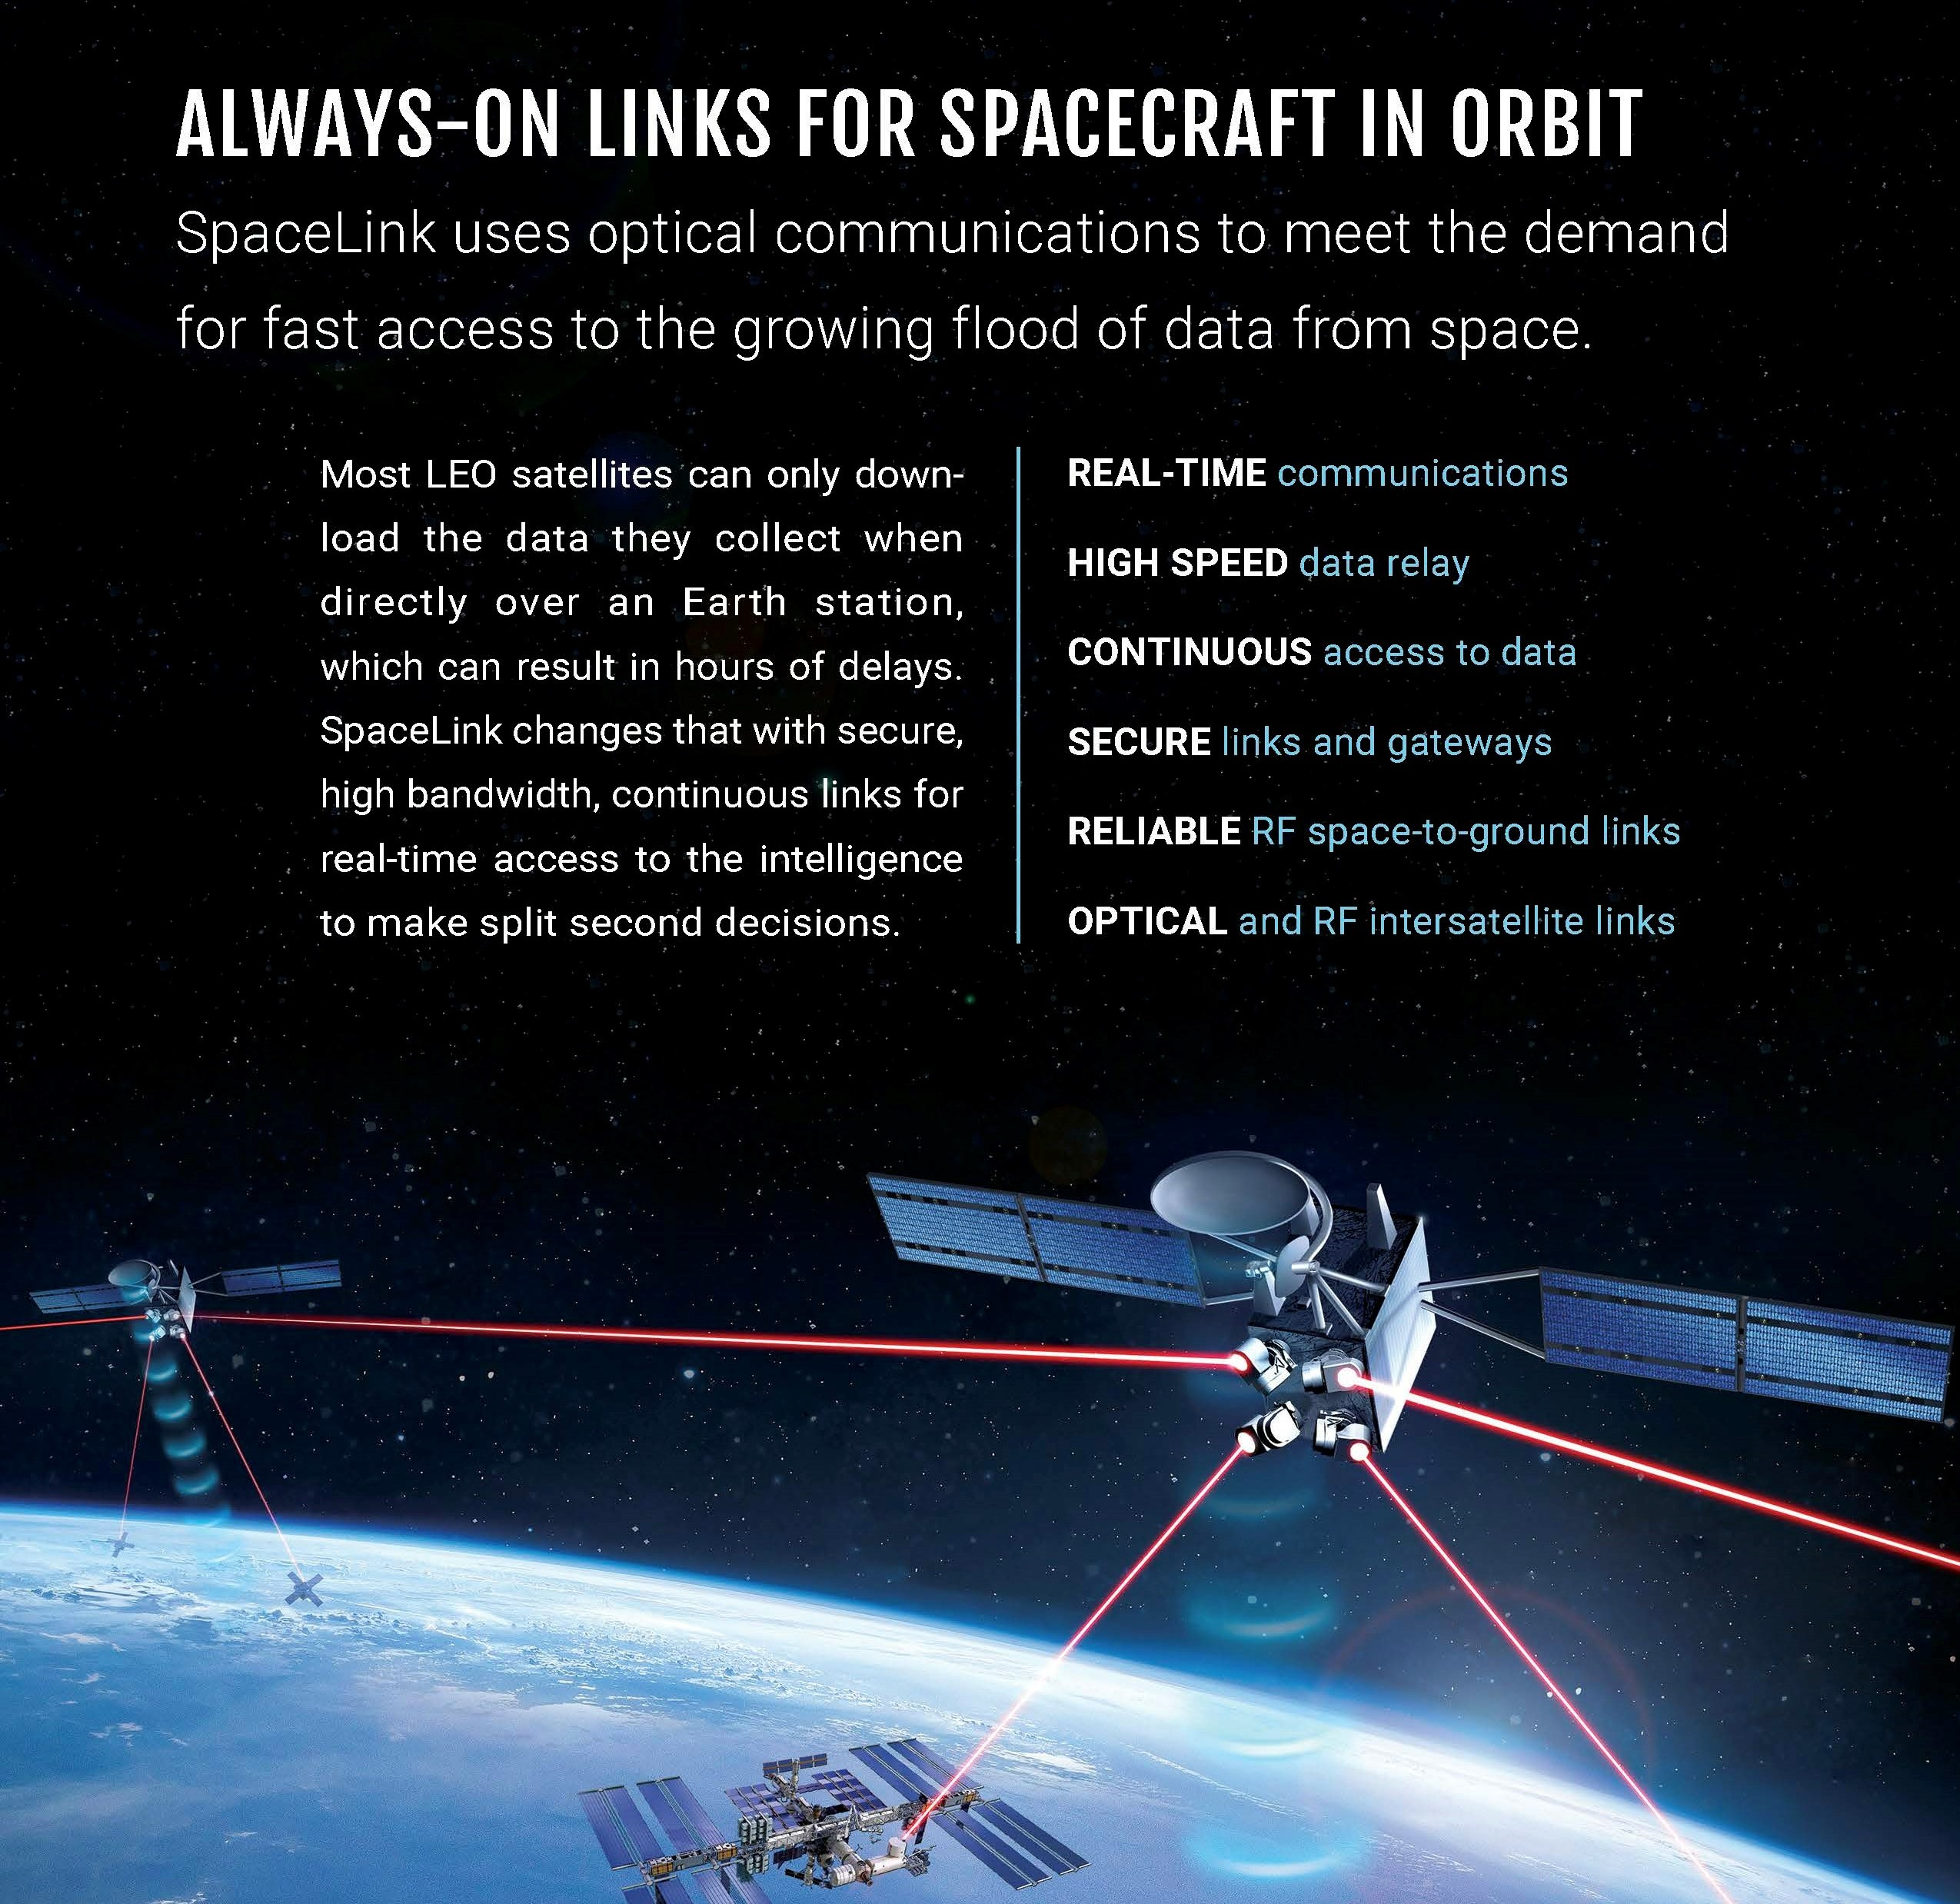 ALWAYS-ON LINKS FOR SPACECRAFT IN ORBIT
SpaceLink uses optical communications to meet the demand
for fast access to the growing flood of data from space.
Most LEO satellites can only down-
load the data they collect when
directly over an Earth station,
which can result in hours of delays.
SpaceLink changes that with secure,
high bandwidth, continuous links for
real-time access to the intelligence
to make split second decisions.
REAL-TIME communications
HIGH SPEED data relay
CONTINUOUS access to data
SECURE links and gateways
RELIABLE RF space-to-ground links
OPTICAL and RF intersatellite links